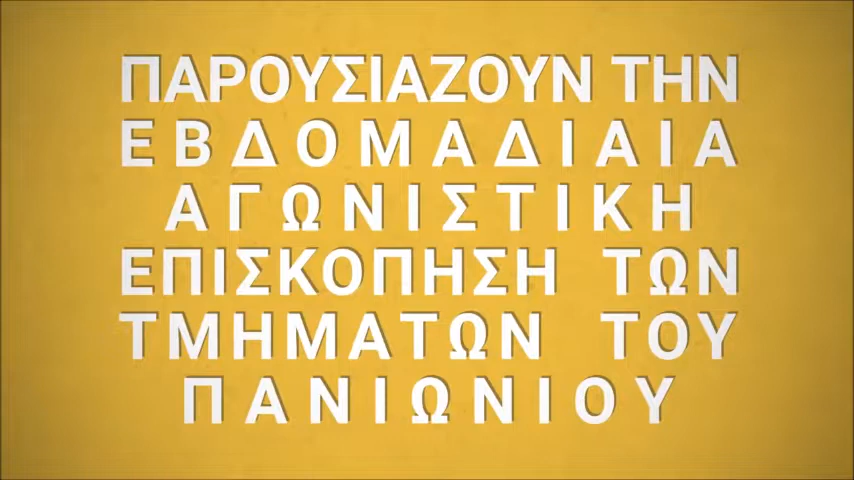 ΠΑΡΟΥΣΙΑΖΟΥΝ ΤΗΝ
ΕΒΔΟΜΑΔΙΑΙΑ
ΑΓΩΝΙΣΤΙΚΗ
ΕΠΙΣΚΟΠΗΣΗ ΤΩΝ
ΤΜΗΜΑΤΩΝ ΤΟΥ
ΠΑΝΙΩΝΙΟΥ